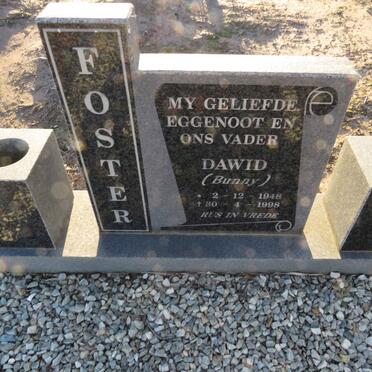 FOSTER
MY GELIEFDE
EGGENOOT EN
ONS VADER
DAWID
(Bunny)
* 2 - 12 - 1948
† 30 - 4 - 1998
RUS IN VREDE